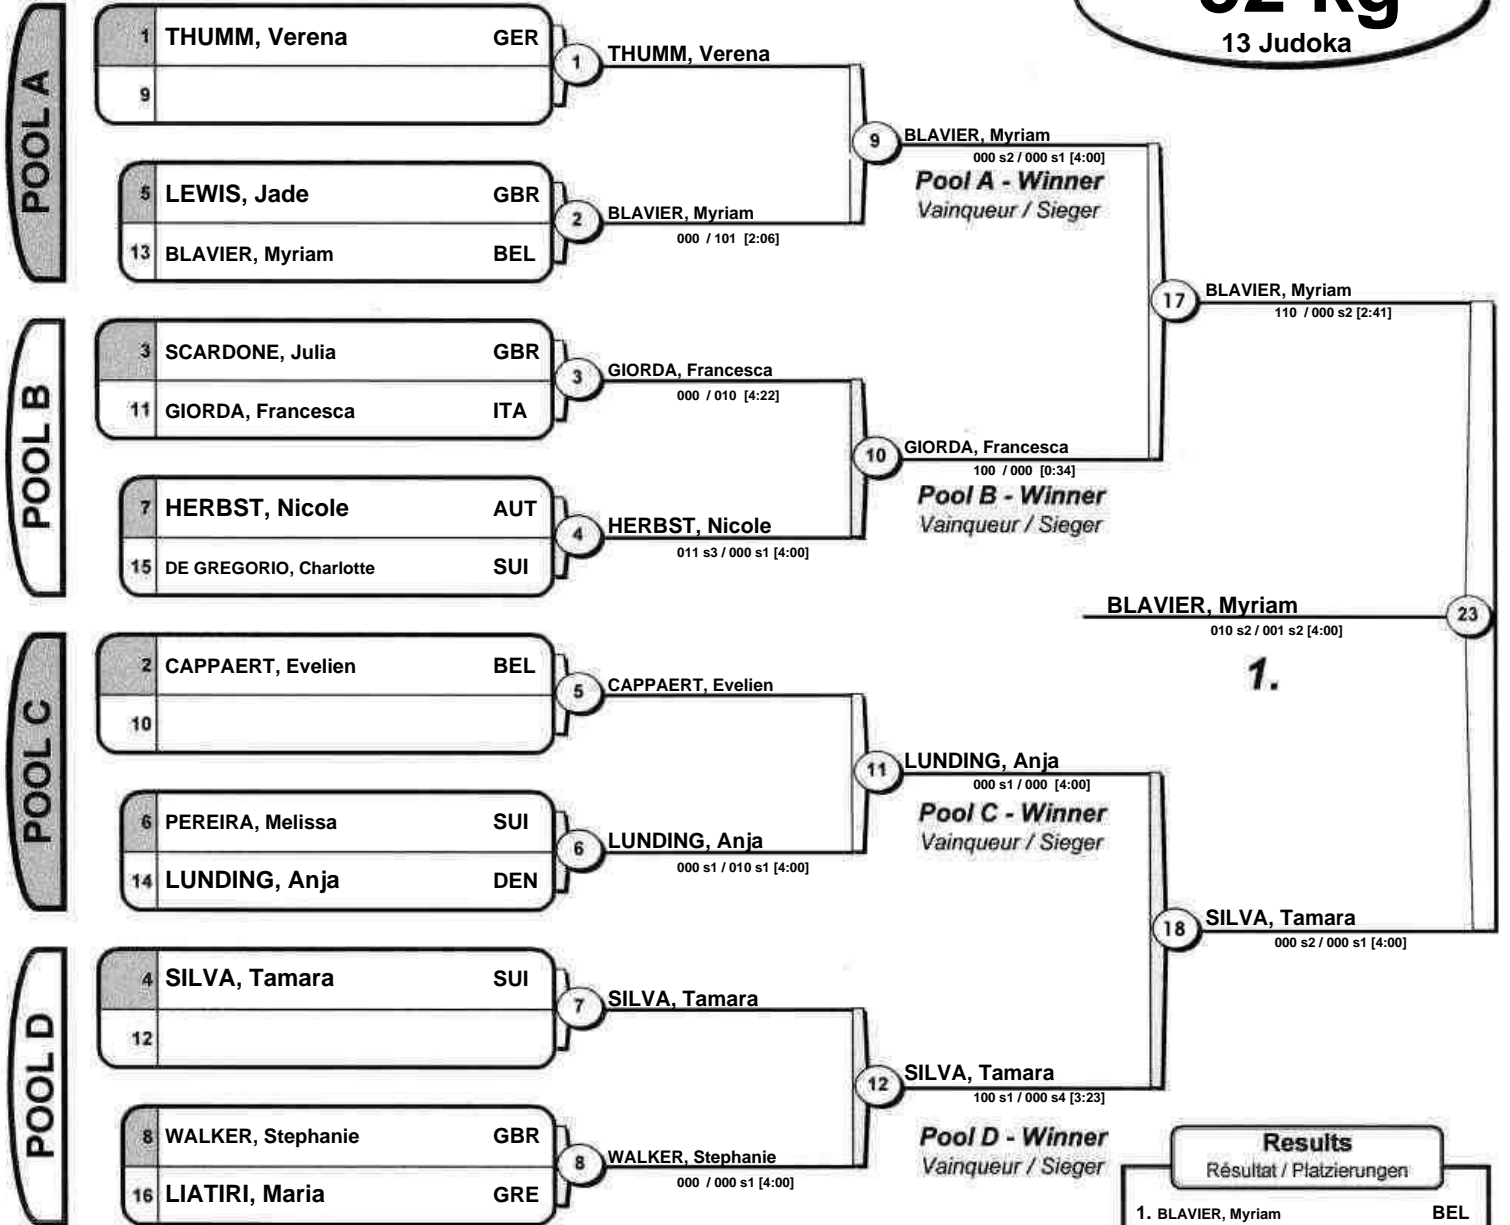 13 Judoka
POOL A
1 THUMM, Verena GER
9
5 LEWIS, Jade GBR
13 BLAVIER, Myriam BEL
1 THUMM, Verena
2 BLAVIER, Myriam
000 / 101 [2:06]
9 BLAVIER, Myriam
000 s2 / 000 s1 [4:00]
Pool A - Winner
Vainqueur / Sieger
POOL B
3 SCARDONE, Julia GBR
11 GIORDA, Francesca ITA
7 HERBST, Nicole AUT
15 DE GREGORIO, Charlotte SUI
3 GIORDA, Francesca
000 / 010 [4:22]
4 HERBST, Nicole
011 s3 / 000 s1 [4:00]
10 GIORDA, Francesca
100 / 000 [0:34]
Pool B - Winner
Vainqueur / Sieger
17 BLAVIER, Myriam
110 / 000 s2 [2:41]
BLAVIER, Myriam 23
010 s2 / 001 s2 [4:00]
1.
POOL C
2 CAPPAERT, Evelien BEL
10
6 PEREIRA, Melissa SUI
14 LUNDING, Anja DEN
5 CAPPAERT, Evelien
6 LUNDING, Anja
000 s1 / 010 s1 [4:00]
11 LUNDING, Anja
000 s1 / 000 [4:00]
Pool C - Winner
Vainqueur / Sieger
18 SILVA, Tamara
000 s2 / 000 s1 [4:00]
POOL D
4 SILVA, Tamara SUI
12
8 WALKER, Stephanie GBR
16 LIATIRI, Maria GRE
7 SILVA, Tamara
8 WALKER, Stephanie
000 / 000 s1 [4:00]
12 SILVA, Tamara
100 s1 / 000 s4 [3:23]
Pool D - Winner
Vainqueur / Sieger
Results
Résultat / Platzierungen
1. BLAVIER, Myriam BEL